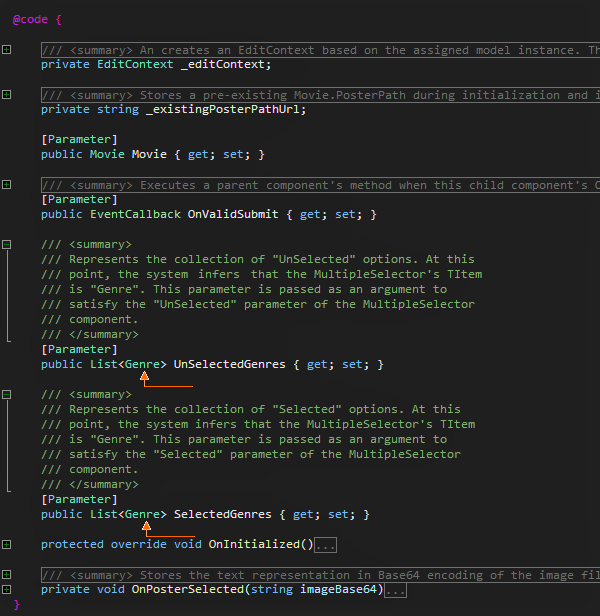 @code {
/// <summary> An creates an EditContext based on the assigned model instance. Th
private EditContext _editContext;
/// <summary> Stores a pre-existing Movie.PosterPath during initialization and i
private string _existingPosterPathUrl;
[Parameter]
public Movie Movie { get; set; }
/// <summary> Executes a parent component's method when this child component's O
[Parameter]
public EventCallback OnValidSubmit { get; set; }
/// <summary>
/// Represents the collection of "UnSelected" options. At this
/// point, the system infers that the MultipleSelector's TItem
/// is "Genre". This parameter is passed as an argument to
/// satisfy the "UnSelected" parameter of the MultipleSelector
/// component.
/// </summary>
[Parameter]
public List<Genre> UnSelectedGenres { get; set; }
/// <summary>
/// Represents the collection of "Selected" options. At this
/// point, the system infers that the MultipleSelector's TItem
/// is "Genre". This parameter is passed as an argument to
/// satisfy the "Selected" parameter of the MultipleSelector
/// component.
/// </summary>
[Parameter]
public List<Genre> SelectedGenres { get; set; }
protected override void OnInitialized()...
/// <summary> Stores the text representation in Base64 encoding of the image fil
private void OnPosterSelected(string imageBase64)...
}